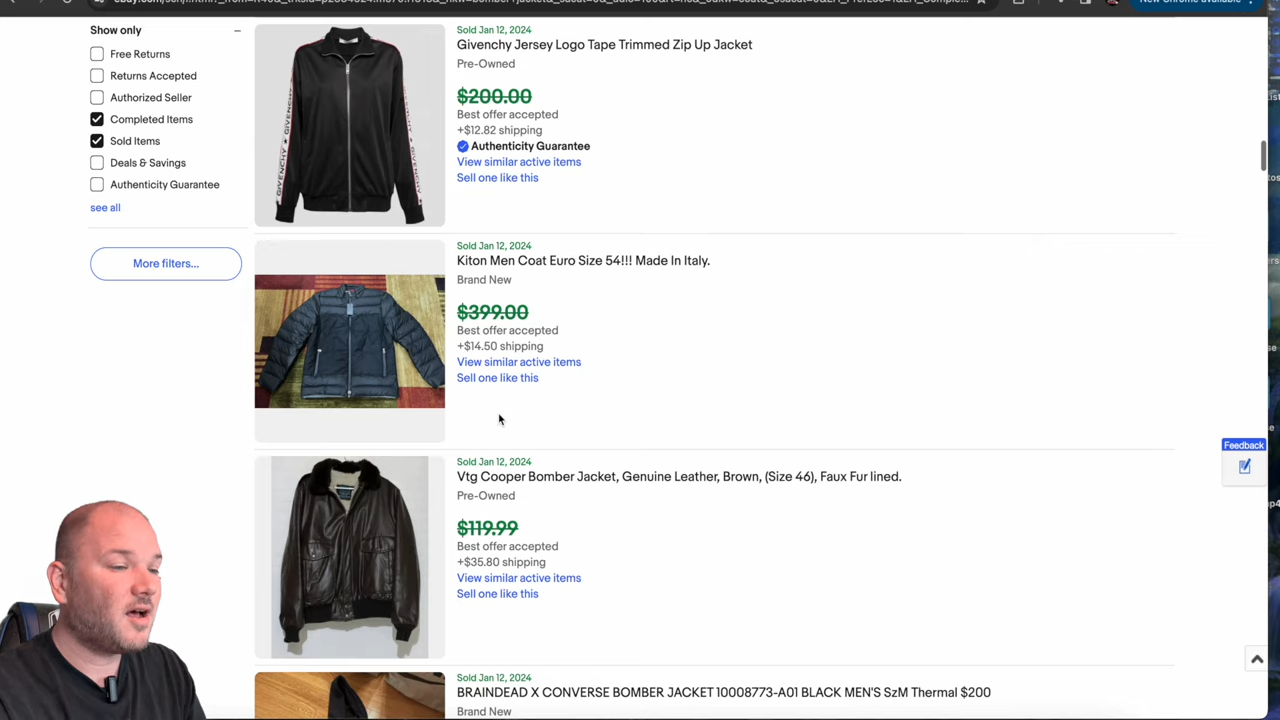 New Chrome available
Show only
Free Returns
Returns Accepted
Authorized Seller
Completed Items
Sold Items
Deals & Savings
Authenticity Guarantee
see all
More filters...
Sold Jan 12, 2024
Givenchy Jersey Logo Tape Trimmed Zip Up Jacket
Pre-Owned
$200.00
Best offer accepted
+$12.82 shipping
Authenticity Guarantee
View similar active items
Sell one like this
GIVENCHY
GIVENCHY
Sold Jan 12, 2024
Kiton Men Coat Euro Size 54!!! Made In Italy.
Brand New
$399.00
Best offer accepted
+$14.50 shipping
View similar active items
Sell one like this
Sold Jan 12, 2024
Vtg Cooper Bomber Jacket, Genuine Leather, Brown, (Size 46), Faux Fur lined.
Pre-Owned
$119.99
Best offer accepted
+$35.80 shipping
View similar active items
Sell one like this
Sold Jan 12, 2024
BRAINDEAD X CONVERSE BOMBER JACKET 10008773-A01 BLACK MEN'S SzM Thermal $200
Brand New
Feedback